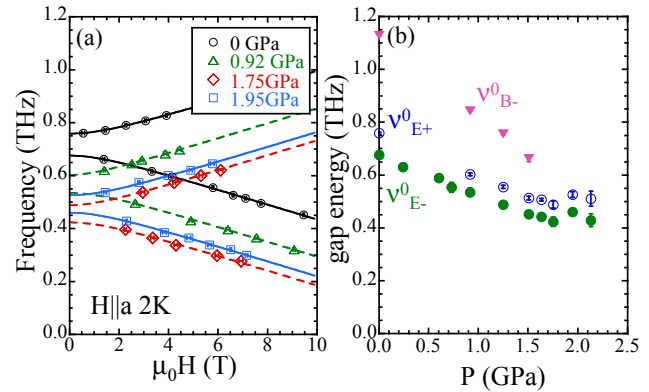 (a)
0 GPa
0.92 GPa
1.75GPa
1.95GPa
H||a 2K
Frequency (THz)
1.2
1.0
0.8
0.6
0.4
0.2
0.0
0 2 4 6 8 10
μ₀H (T)
(b)
ν⁰B-
ν⁰E+
ν⁰E-
gap energy (THz)
1.2
1.0
0.8
0.6
0.4
0.2
0.0
0.0 0.5 1.0 1.5 2.0 2.5
P (GPa)